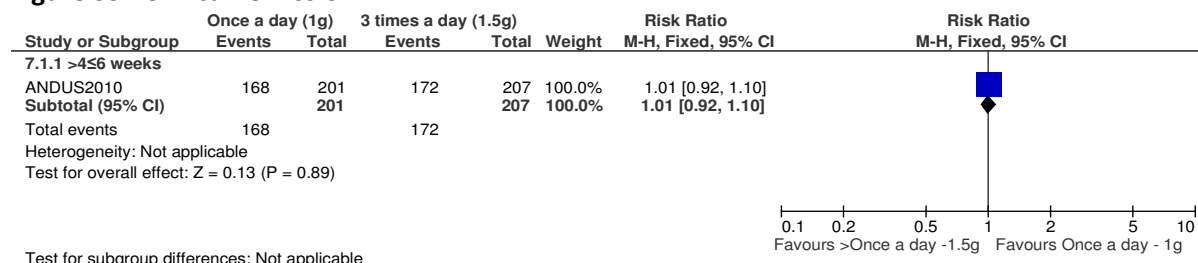 Once a day (1g) 3 times a day (1.5g) Risk Ratio Risk Ratio
Study or Subgroup Events Total Events Total Weight M-H, Fixed, 95% CI M-H, Fixed, 95% CI
7.1.1 >4≤6 weeks
ANDUS2010 168 201 172 207 100.0% 1.01 [0.92, 1.10]
Subtotal (95% CI) 201 207 100.0% 1.01 [0.92, 1.10]
Total events 168 172
Heterogeneity: Not applicable
Test for overall effect: Z = 0.13 (P = 0.89)
0.1 0.2 0.5 1 2 5 10
Favours >Once a day -1.5g Favours Once a day - 1g
Test for subgroup differences: Not applicable